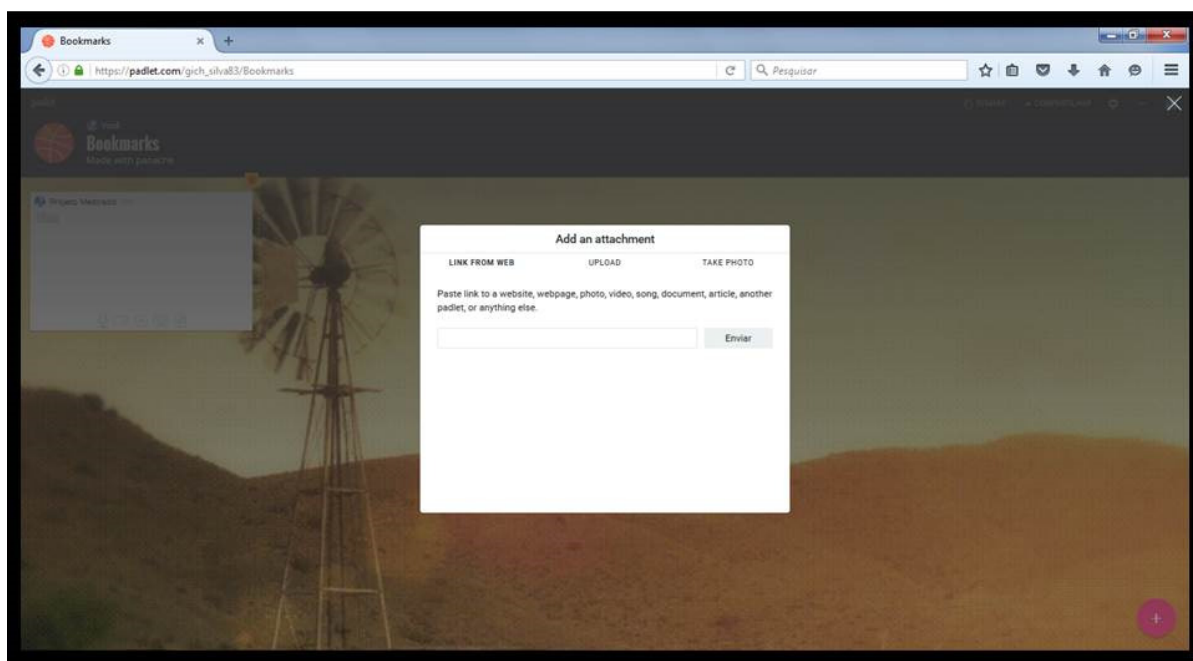 Bookmarks
https://padlet.com/gich_silva83/Bookmarks
Pesquisar
padlet
Bookmarks
Made with panache
Add an attachment
LINK FROM WEB UPLOAD TAKE PHOTO
Paste link to a website, webpage, photo, video, song, document, article, another
padlet, or anything else.
Enviar